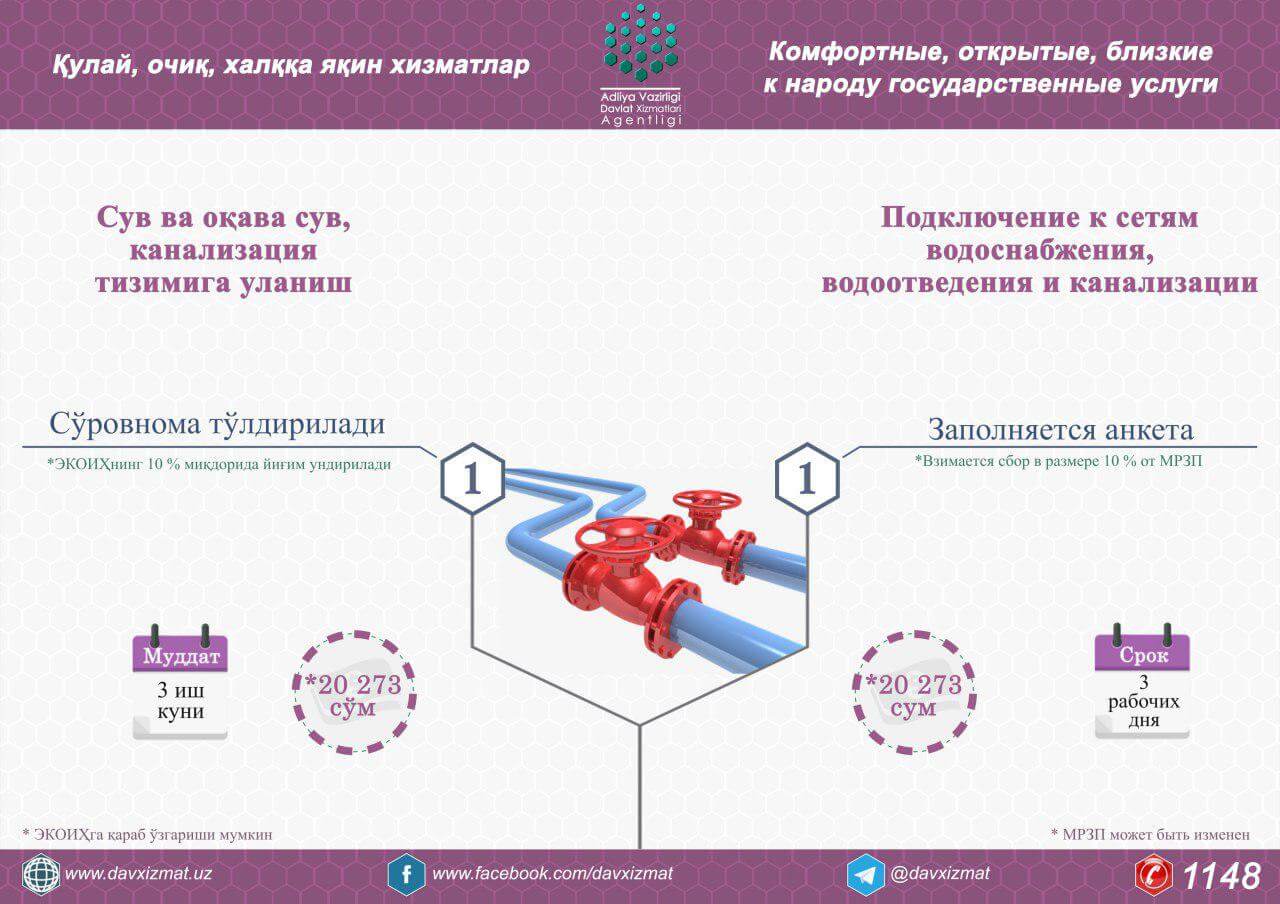 Қулай, очиқ, халққа яқин хизматлар
Adliya Vazirligi
Davlat Xizmatlari
Agentligi
Комфортные, открытые, близкие
к народу государственные услуги
Сув ва оқава сув,
канализация
тизимига уланиш
Подключение к сетям
водоснабжения,
водоотведения и канализации
Сўровнома тўлдирилади
*ЭКОИҲнинг 10 % миқдорида йиғим ундирилади
1
1
Заполняется анкета
*Взимается сбор в размере 10 % от МРЗП
Муддат
3 иш
куни
*20 273
сўм
*20 273
сум
Срок
3
рабочих
дня
* ЭКОИҲга қараб ўзгариши мумкин
* МРЗП может быть изменен
www.davxizmat.uz
www.facebook.com/davxizmat
@davxizmat
1148